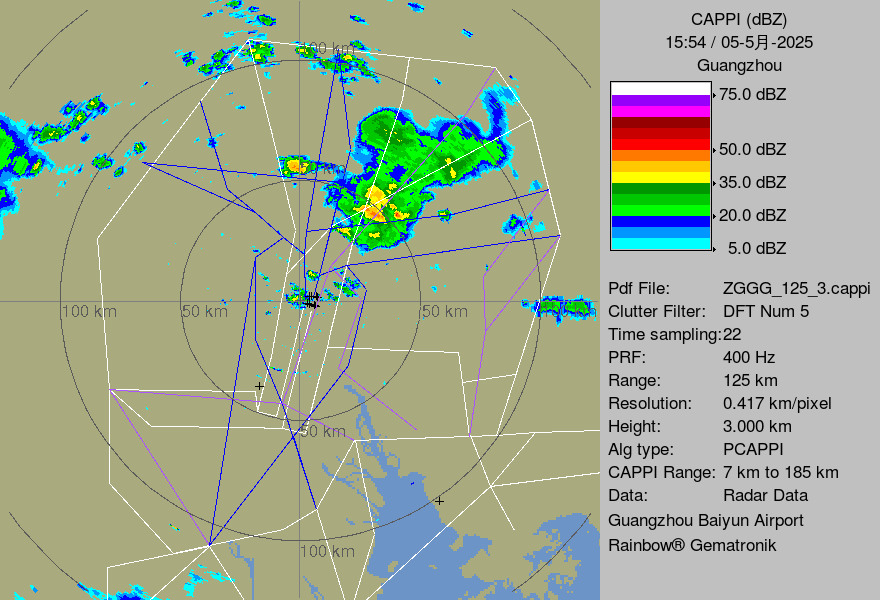 CAPPI (dBZ)
15:54 / 05-5月-2025
Guangzhou
75.0 dBZ
50.0 dBZ
35.0 dBZ
20.0 dBZ
5.0 dBZ
Pdf File: ZGGG_125_3.cappi
Clutter Filter: DFT Num 5
Time sampling:22
PRF: 400 Hz
Range: 125 km
Resolution: 0.417 km/pixel
Height: 3.000 km
Alg type: PCAPPI
CAPPI Range: 7 km to 185 km
Data: Radar Data
Guangzhou Baiyun Airport
Rainbow® Gematronik
100 km
100 km
50 km
50 km
50 km
100 km